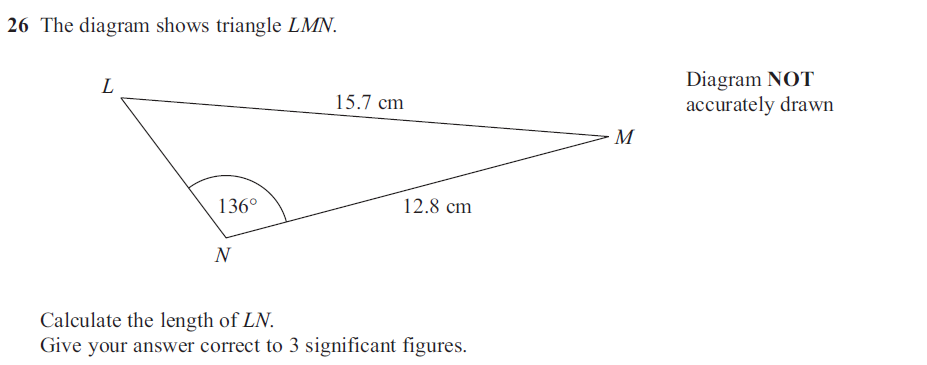 26 The diagram shows triangle LMN.
L
15.7 cm
Diagram NOT
accurately drawn
M
136°
12.8 cm
N
Calculate the length of LN.
Give your answer correct to 3 significant figures.